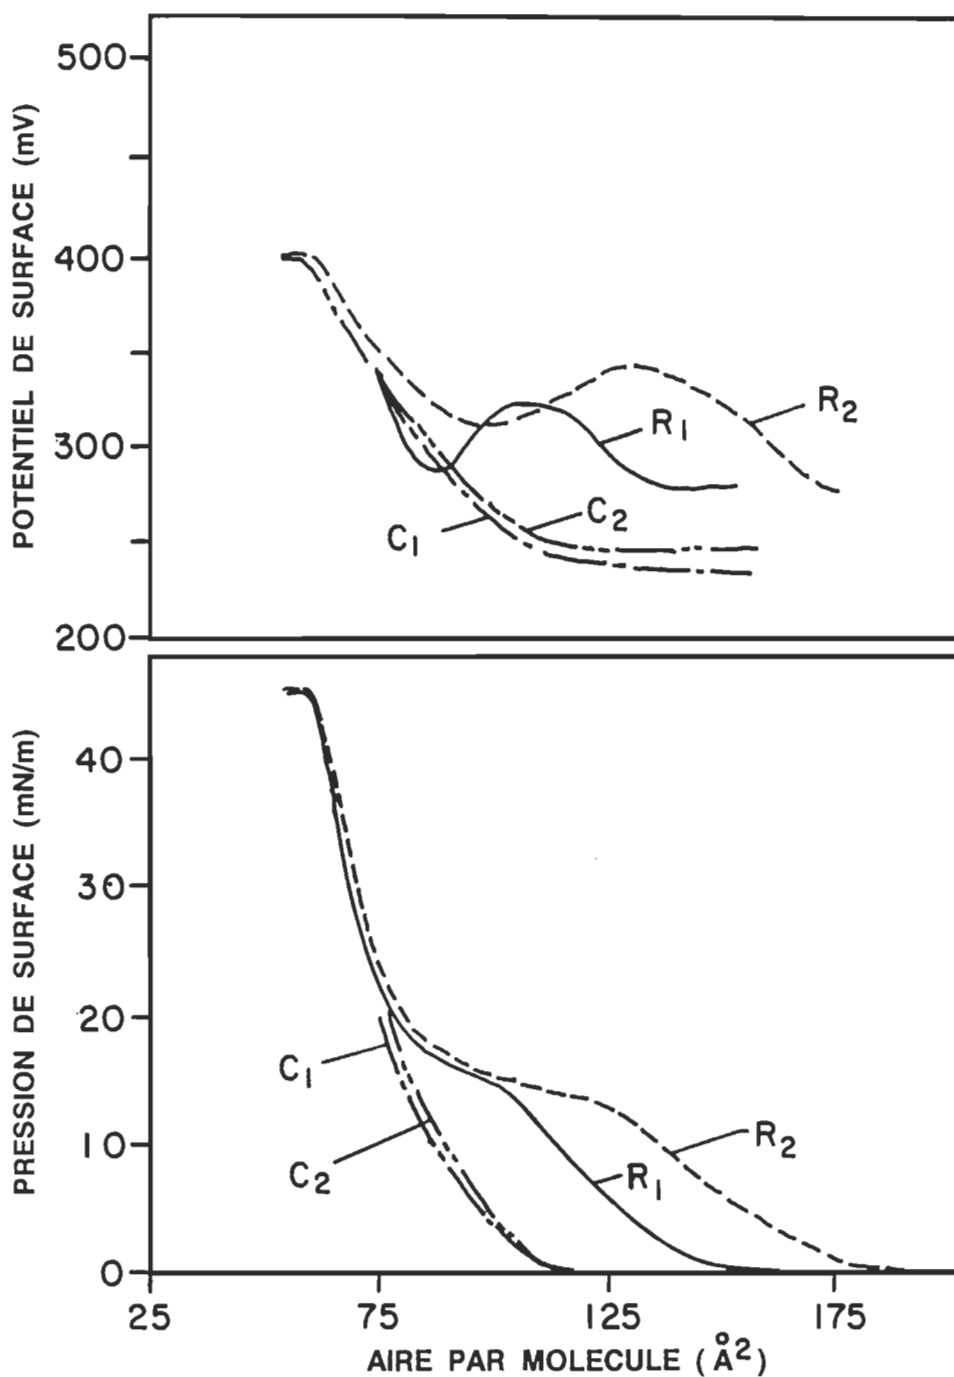 POTENTIEL DE SURFACE (mV)
500
400
300
200
R2
R1
C2
C1
PRESSION DE SURFACE (mN/m)
40
30
20
10
0
C1
C2
R2
R1
25 75 125 175
AIRE PAR MOLECULE (Å2)